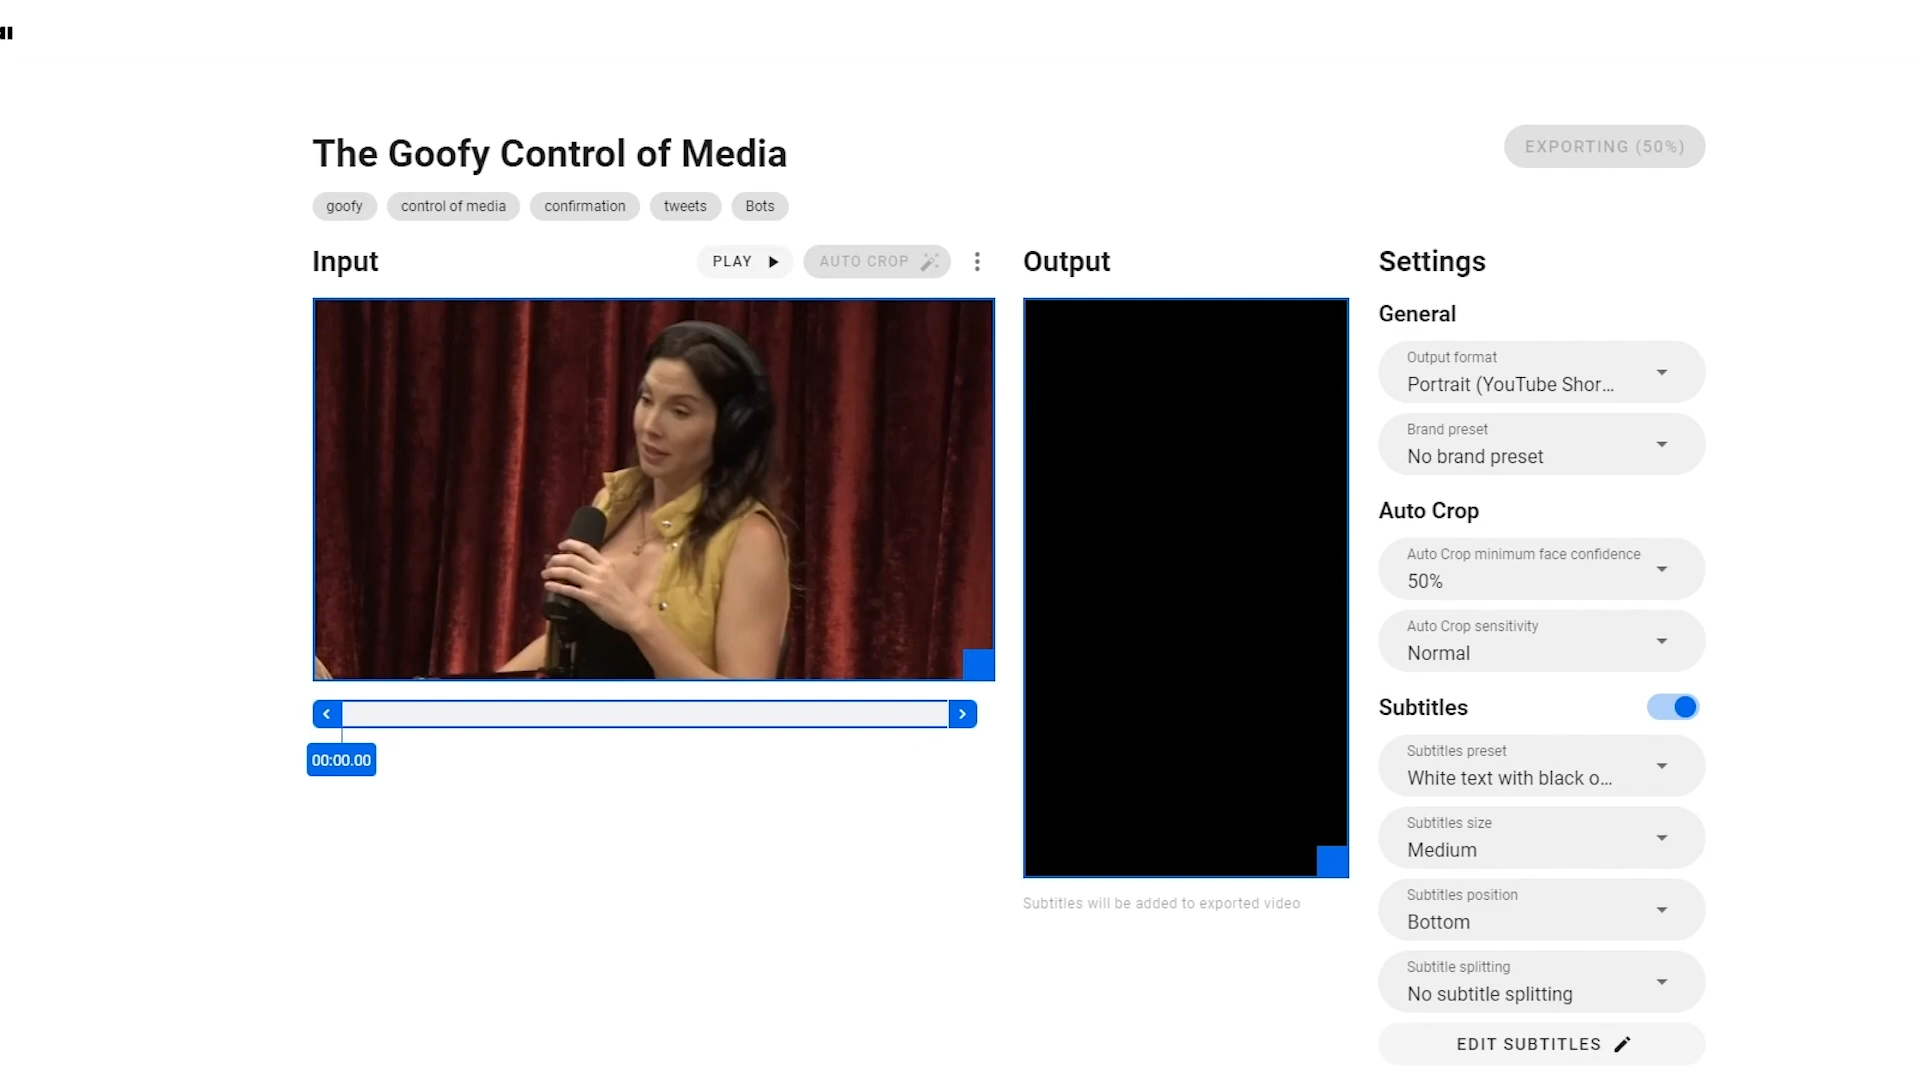 aı
The Goofy Control of Media
EXPORTING (50%)
goofy
control of media
confirmation
tweets
Bots
Input
PLAY
AUTO CROP
Output
Settings
General
Output format
Portrait (YouTube Shor...
Brand preset
No brand preset
Auto Crop
Auto Crop minimum face confidence
50%
Auto Crop sensitivity
Normal
Subtitles
Subtitles preset
White text with black o...
Subtitles size
Medium
Subtitles position
Bottom
Subtitle splitting
No subtitle splitting
EDIT SUBTITLES
00:00.00
Subtitles will be added to exported video